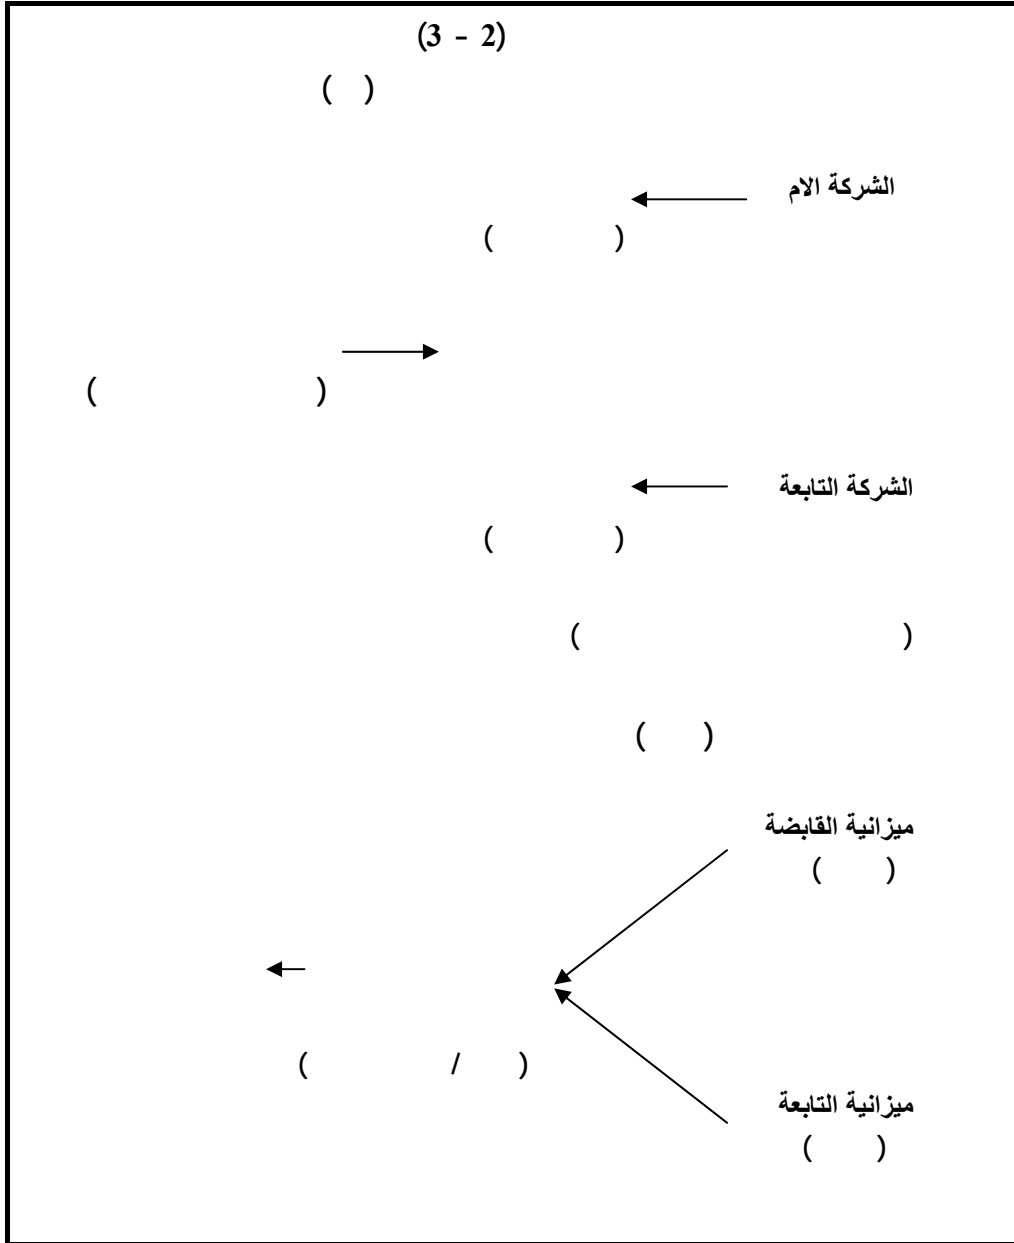 (3 - 2)
( )
الشركة الام
( )
( )
الشركة التابعة
( )
( )
( )
ميزانية القابضة
( )
( / )
ميزانية التابعة
( )